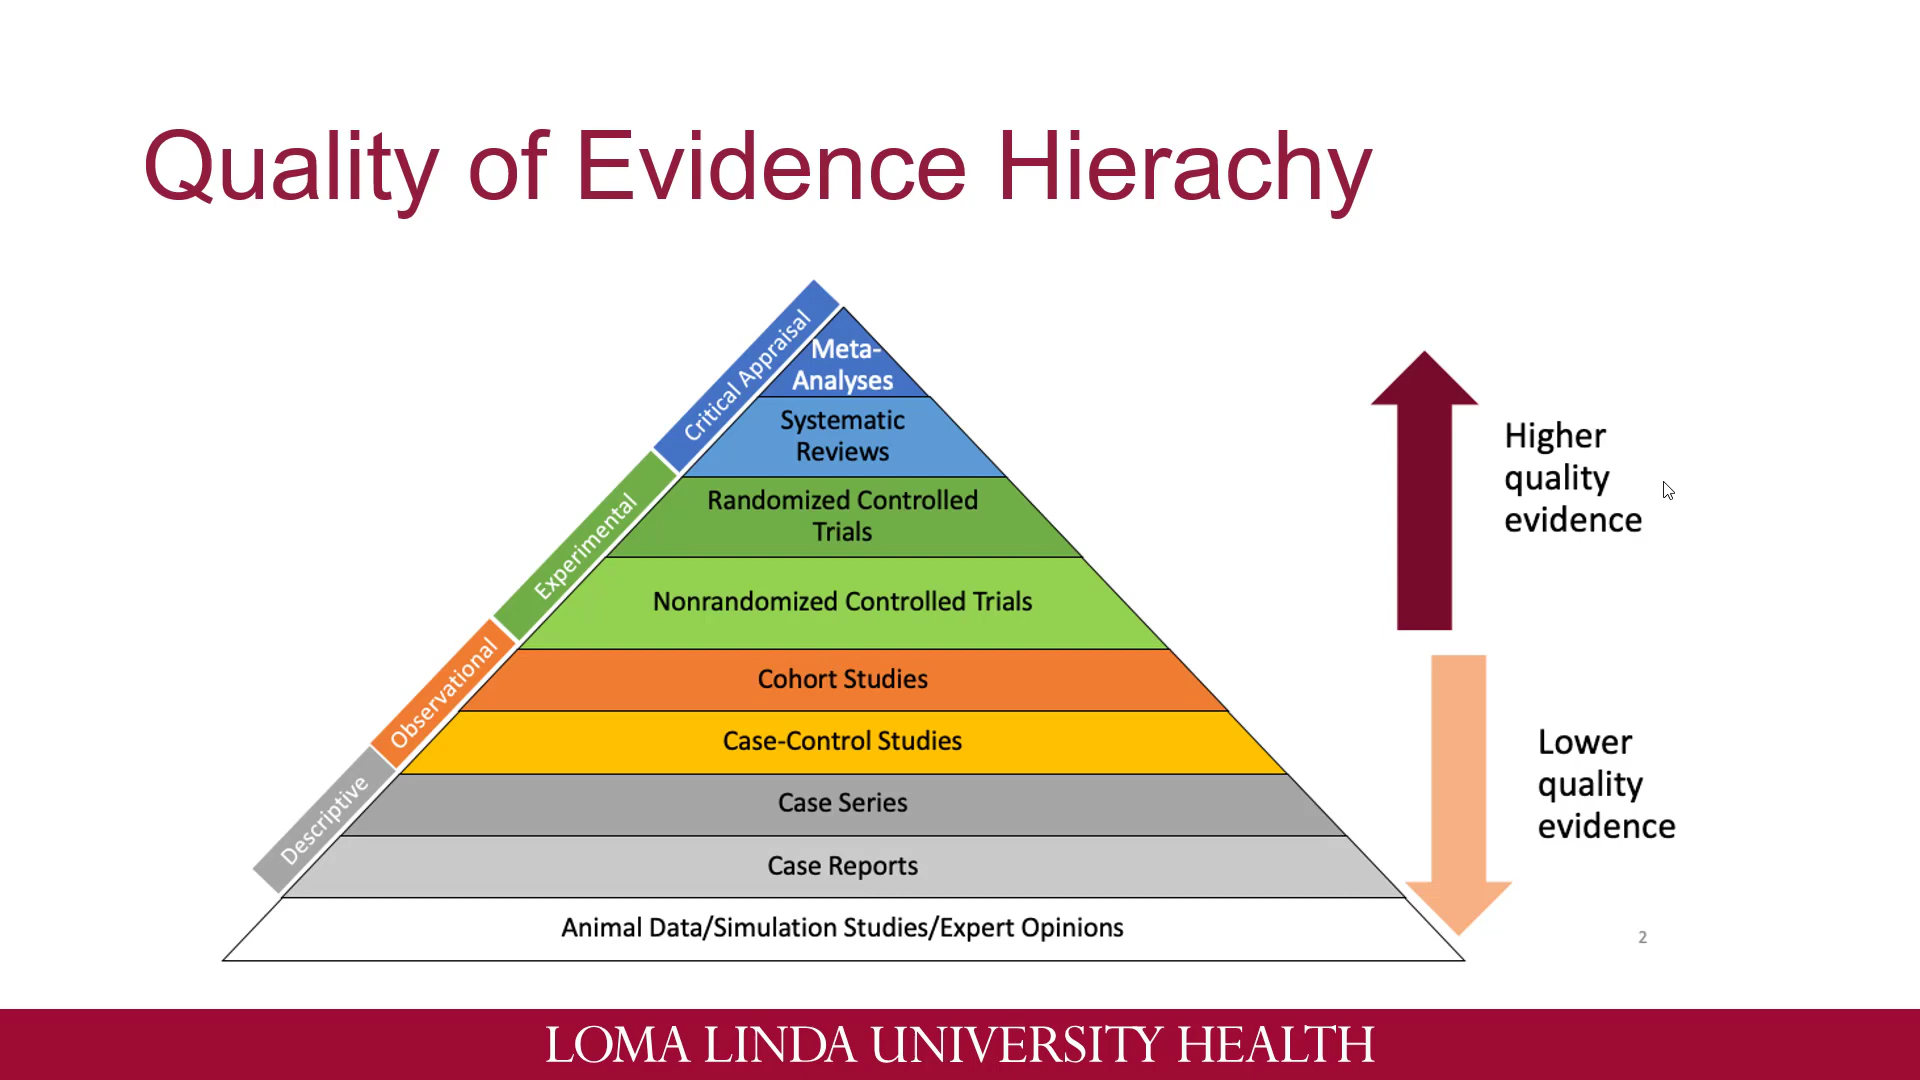 Quality of Evidence Hierachy
Critical Appraisal
Experimental
Observational
Descriptive
Meta-
Analyses
Systematic
Reviews
Randomized Controlled
Trials
Nonrandomized Controlled Trials
Cohort Studies
Case-Control Studies
Case Series
Case Reports
Animal Data/Simulation Studies/Expert Opinions
Higher
quality
evidence
Lower
quality
evidence
2
LOMA LINDA UNIVERSITY HEALTH